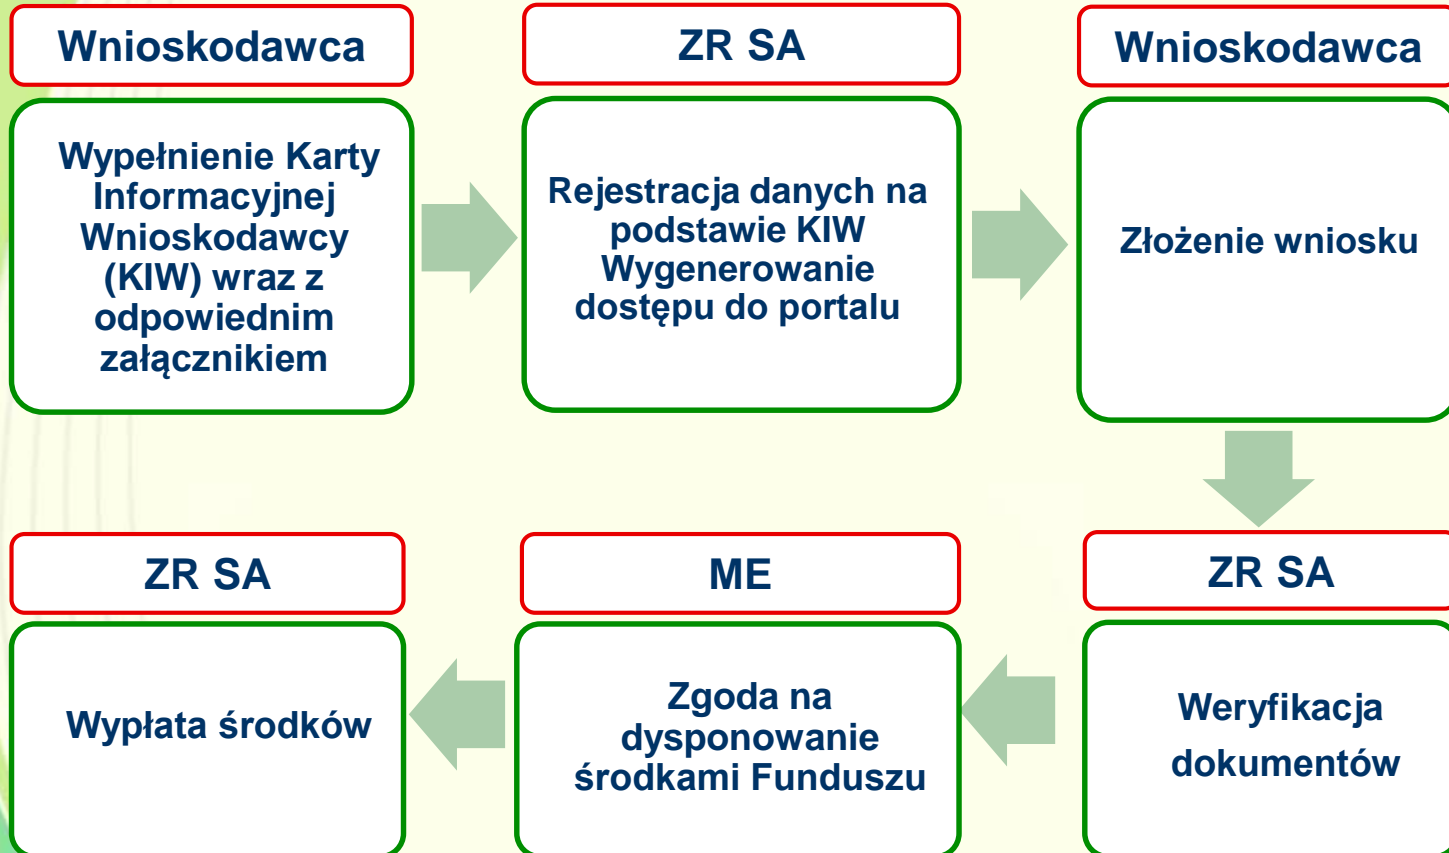 Wnioskodawca
Wypełnienie Karty
Informacyjnej
Wnioskodawcy
(KIW) wraz z
odpowiednim
załącznikiem
ZR SA
Rejestracja danych na
podstawie KIW
Wygenerowanie
dostępu do portalu
Wnioskodawca
Złożenie wniosku
ZR SA
Weryfikacja
dokumentów
ME
Zgoda na
dysponowanie
środkami Funduszu
ZR SA
Wypłata środków